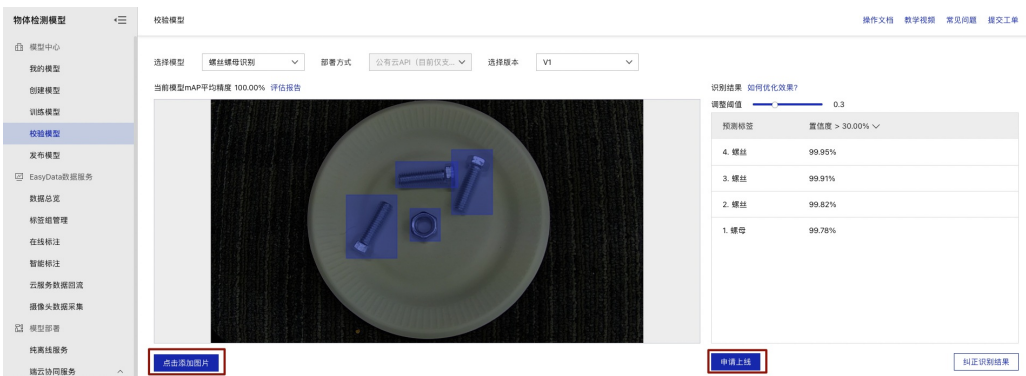 物体检测模型
校验模型
操作文档 教学视频 常见问题 提交工单
模型中心
我的模型
创建模型
训练模型
校验模型
发布模型
EasyData数据服务
数据总览
标签组管理
在线标注
智能标注
云服务数据回流
摄像头数据采集
模型部署
纯离线服务
端云协同服务
选择模型 螺丝螺母识别 部署方式 公有云API（目前仅支... 选择版本 V1
当前模型mAP平均精度 100.00% 评估报告
识别结果 如何优化效果?
调整阈值 0.3
预测标签 置信度 > 30.00%
4. 螺丝 99.95%
3. 螺丝 99.91%
2. 螺丝 99.82%
1. 螺母 99.78%
点击添加图片
申请上线
纠正识别结果